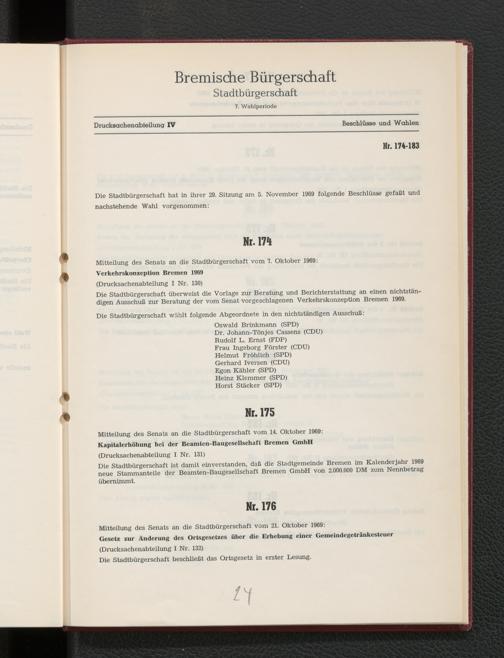 Bremische Bürgerschaft
Stadtbürgerschaft
7. Wahlperiode
Drucksachenabteilung IV
Beschlüsse und Wahlen
Nr. 174-183
Die Stadtbürgerschaft hat in ihrer 29. Sitzung am 5. November 1969 folgende Beschlüsse gefaßt und
nachstehende Wahl vorgenommen:
Nr. 174
Mitteilung des Senats an die Stadtbürgerschaft vom 7. Oktober 1969:
Verkehrskonzeption Bremen 1969
(Drucksachenabteilung I Nr. 130)
Die Stadtbürgerschaft überweist die Vorlage zur Beratung und Berichterstattung an einen nichtstän-
digen Ausschuß zur Beratung der vom Senat vorgeschlagenen Verkehrskonzeption Bremen 1969.
Die Stadtbürgerschaft wählt folgende Abgeordnete in den nichtständigen Ausschuß:
Oswald Brinkmann (SPD)
Dr. Johann-Tönjes Cassens (CDU)
Rudolf L. Ernst (FDP)
Frau Ingeborg Förster (CDU)
Helmut Fröhlich (SPD)
Gerhard Iversen (CDU)
Egon Kähler (SPD)
Heinz Klemmer (SPD)
Horst Stäcker (SPD)
Nr. 175
Mitteilung des Senats an die Stadtbürgerschaft vom 14. Oktober 1969:
Kapitalerhöhung bei der Beamten-Baugesellschaft Bremen GmbH
(Drucksachenabteilung I Nr. 131)
Die Stadtbürgerschaft ist damit einverstanden, daß die Stadtgemeinde Bremen im Kalenderjahr 1969
neue Stammanteile der Beamten-Baugesellschaft Bremen GmbH von 2.000.000 DM zum Nennbetrag
übernimmt.
Nr. 176
Mitteilung des Senats an die Stadtbürgerschaft vom 21. Oktober 1969:
Gesetz zur Änderung des Ortsgesetzes über die Erhebung einer Gemeindegetränkesteuer
(Drucksachenabteilung I Nr. 132)
Die Stadtbürgerschaft beschließt das Ortsgesetz in erster Lesung.
24